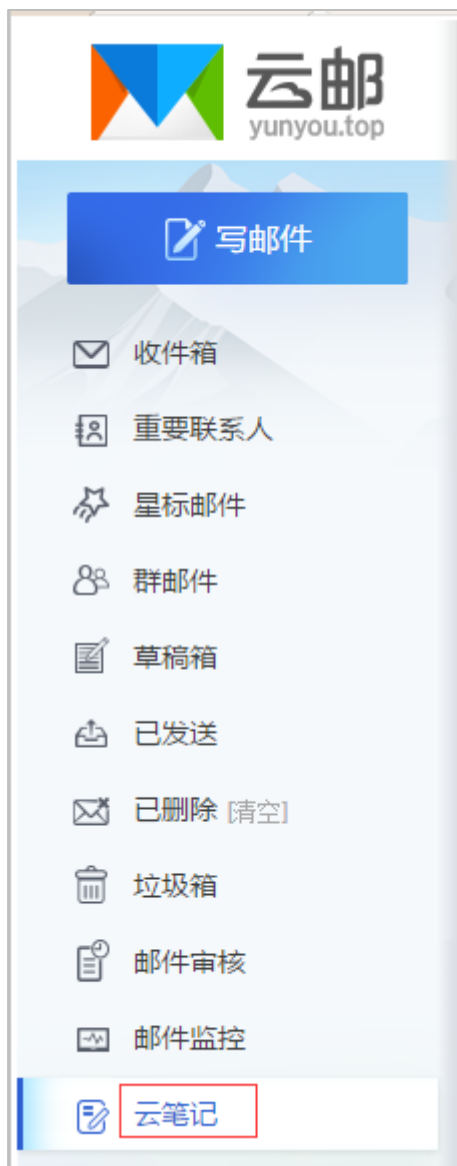 云邮
yunyou.top
写邮件
收件箱
重要联系人
星标邮件
群邮件
草稿箱
已发送
已删除 [清空]
垃圾箱
邮件审核
邮件监控
云笔记